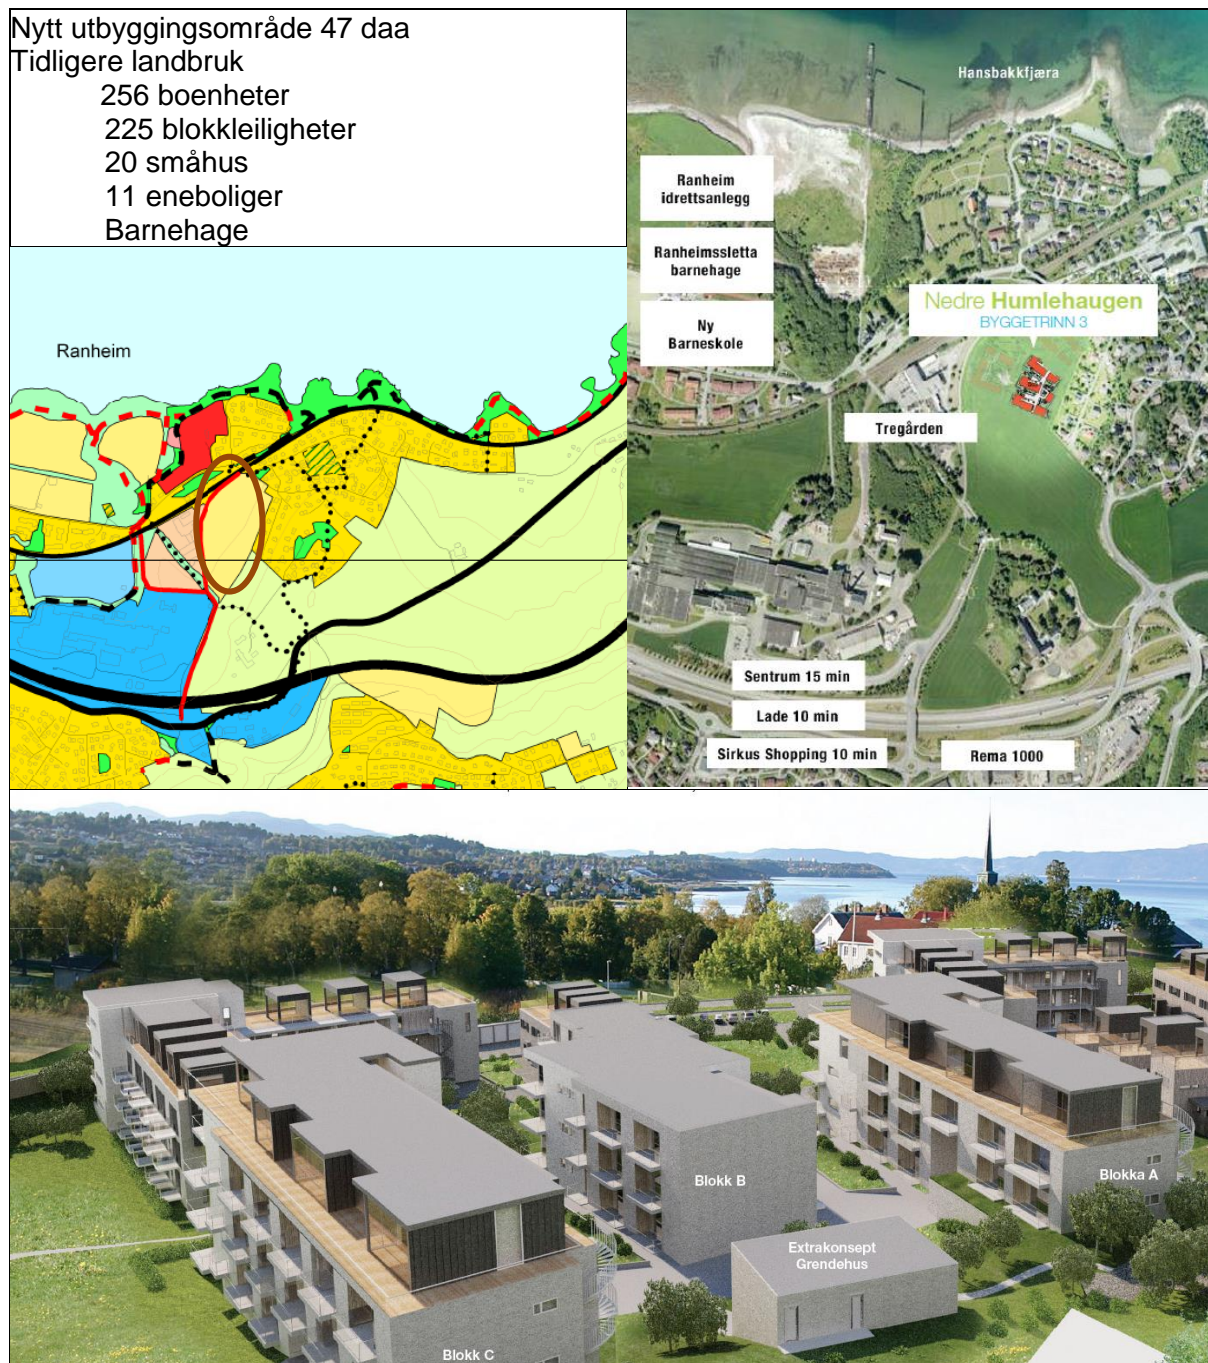 Nytt utbyggingsområde 47 daa
Tidligere landbruk
256 boenheter
225 blokkleiligheter
20 småhus
11 eneboliger
Barnehage
Ranheim
Hansbakkfjæra
Ranheim
idrettsanlegg
Ranheimssletta
barnehage
Ny
Barneskole
Nedre Humlehaugen
BYGGETRINN 3
Tregården
Sentrum 15 min
Lade 10 min
Sirkus Shopping 10 min
Rema 1000
Blokk B
Blokka A
Extrakonsept
Grendehus
Blokk C